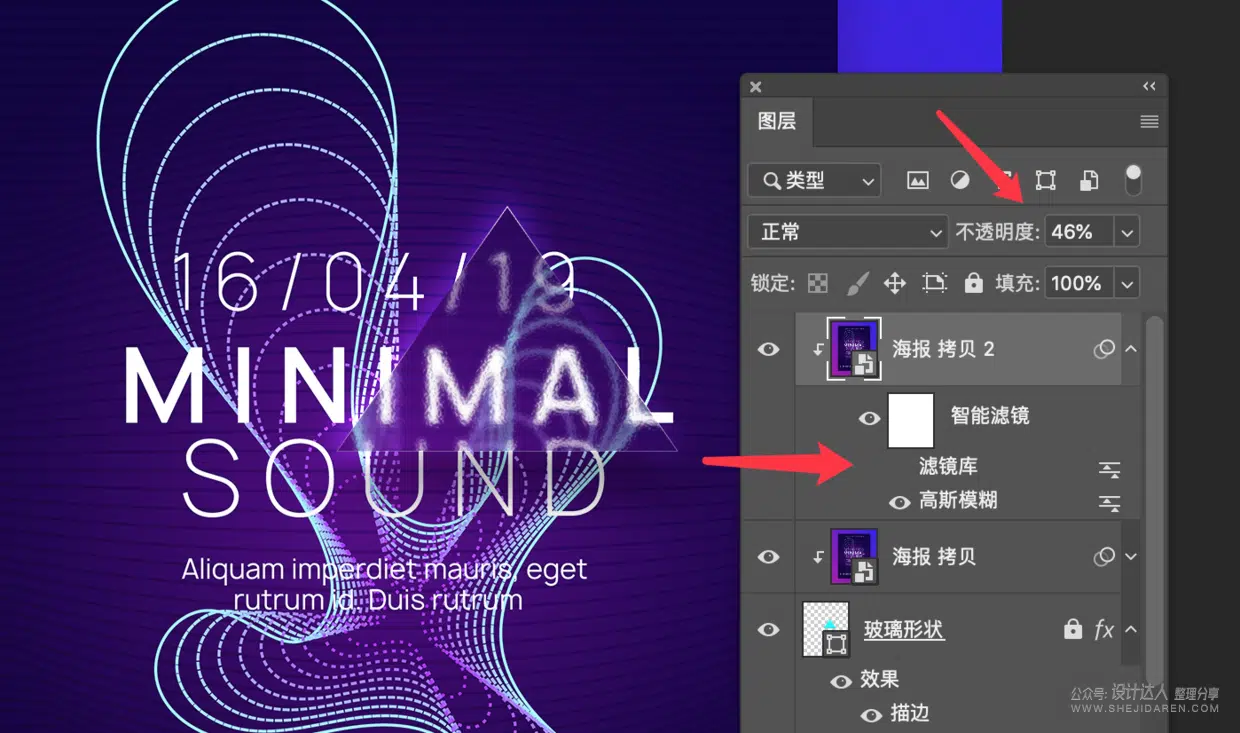 16/04/19
MINIMAL
SOUND
Aliquam imperdiet mauris, eget
rutrum id. Duis rutrum
图层
类型
正常
不透明度: 46%
锁定:
填充: 100%
海报 拷贝 2
智能滤镜
滤镜库
高斯模糊
海报 拷贝
玻璃形状
fx
效果
描边
公众号: 设计达人 整理分享
WWW.SHEJIDAREN.COM